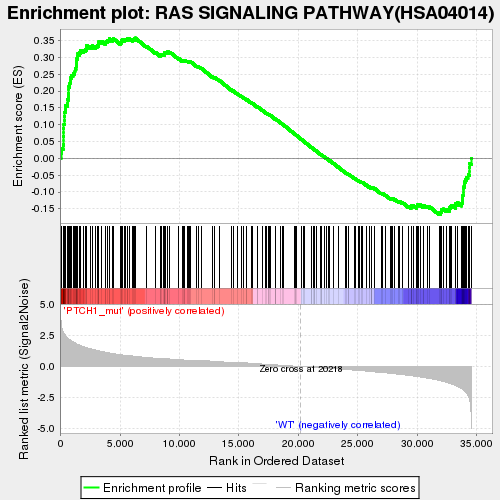 Enrichment plot: RAS SIGNALING PATHWAY(HSA04014)
Enrichment score (ES)
0.35
0.30
0.25
0.20
0.15
0.10
0.05
0.00
-0.05
-0.10
-0.15
Ranked list metric (Signal2Noise)
5.0
2.5
0.0
-2.5
-5.0
'PTCH1_mut' (positively correlated)
Zero cross at 20218
'WT' (negatively correlated)
0
5,000
10,000
15,000
20,000
25,000
30,000
35,000
Rank in Ordered Dataset
Enrichment profile
Hits
Ranking metric scores